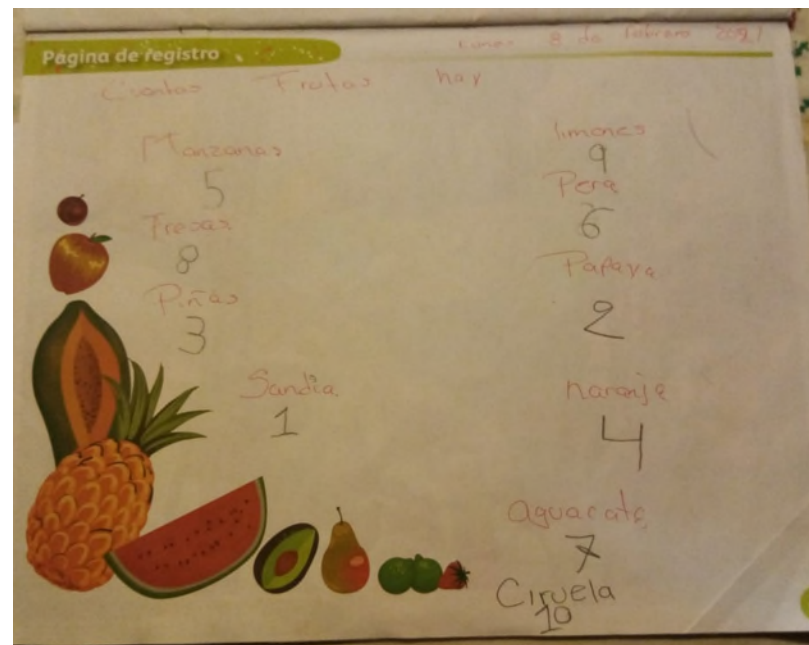 Página de registro
Lunes 8 de Febrero 2021
Cuantas Frutas hay
Manzanas
5
Fresas
8
Piñas
3
Sandia
1
limones
9
Pera
6
Papaya
2
naranja
4
aguacate
7
Ciruela
10